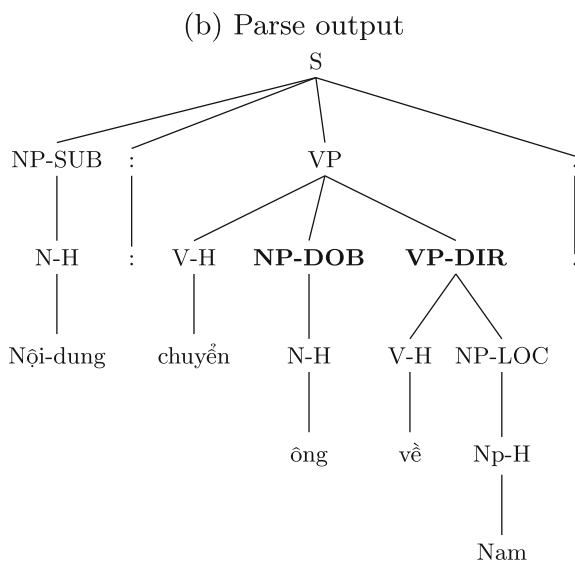 (b) Parse output
S
NP-SUB : VP .
N-H : V-H NP-DOB VP-DIR .
Nội-dung chuyển N-H V-H NP-LOC
ông về Np-H
Nam